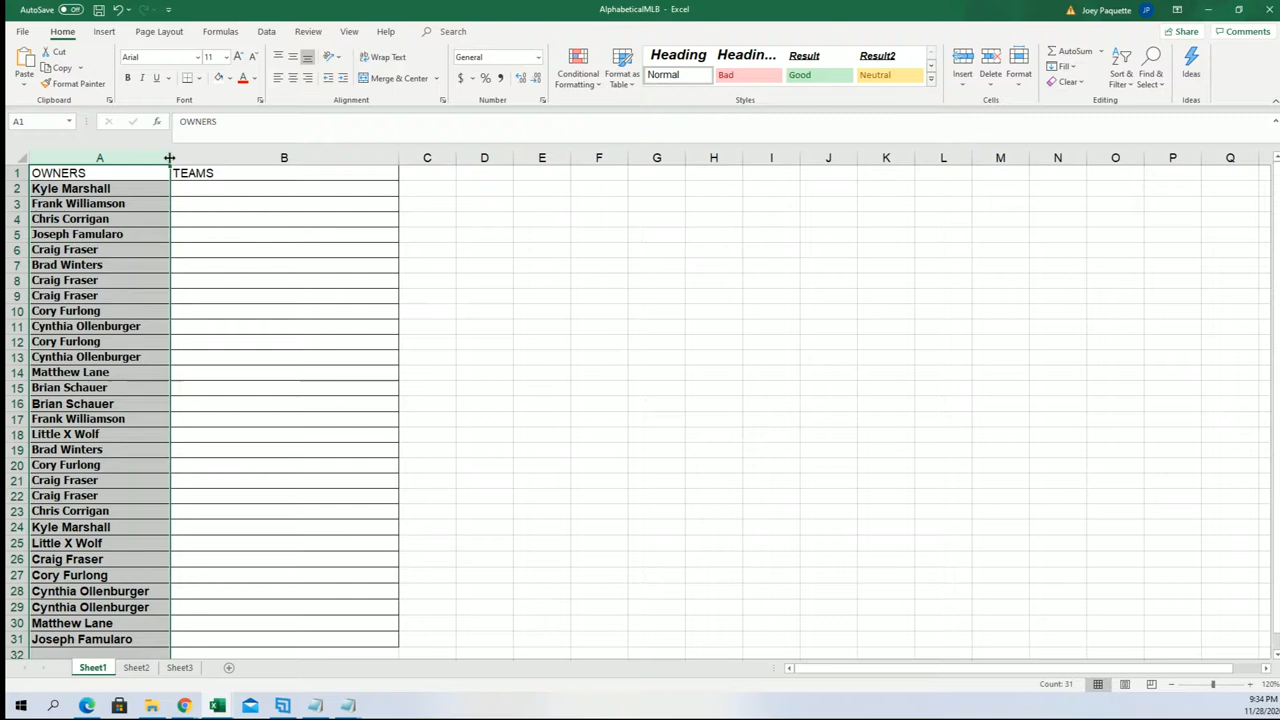 AutoSave Off
AlphabeticalMLB - Excel
Joey Paquette JP
File Home Insert Page Layout Formulas Data Review View Help Search
Share Comments
Paste
Cut
Copy
Format Painter
Clipboard
Arial 11
B I U
Font
Wrap Text
Merge & Center
Alignment
General
$ % 9
Number
Conditional Formatting
Format as Table
Heading Headin... Result Result2
Normal Bad Good Neutral
Styles
Insert Delete Format
Cells
AutoSum
Fill
Clear
Sort & Filter
Find & Select
Editing
Ideas
Ideas
A1 fx OWNERS
A B C D E F G H I J K L M N O P Q
1 OWNERS TEAMS
2 Kyle Marshall
3 Frank Williamson
4 Chris Corrigan
5 Joseph Famularo
6 Craig Fraser
7 Brad Winters
8 Craig Fraser
9 Craig Fraser
10 Cory Furlong
11 Cynthia Ollenburger
12 Cory Furlong
13 Cynthia Ollenburger
14 Matthew Lane
15 Brian Schauer
16 Brian Schauer
17 Frank Williamson
18 Little X Wolf
19 Brad Winters
20 Cory Furlong
21 Craig Fraser
22 Craig Fraser
23 Chris Corrigan
24 Kyle Marshall
25 Little X Wolf
26 Craig Fraser
27 Cory Furlong
28 Cynthia Ollenburger
29 Cynthia Ollenburger
30 Matthew Lane
31 Joseph Famularo
32
Sheet1 Sheet2 Sheet3
Count: 31 120%
9:34 PM